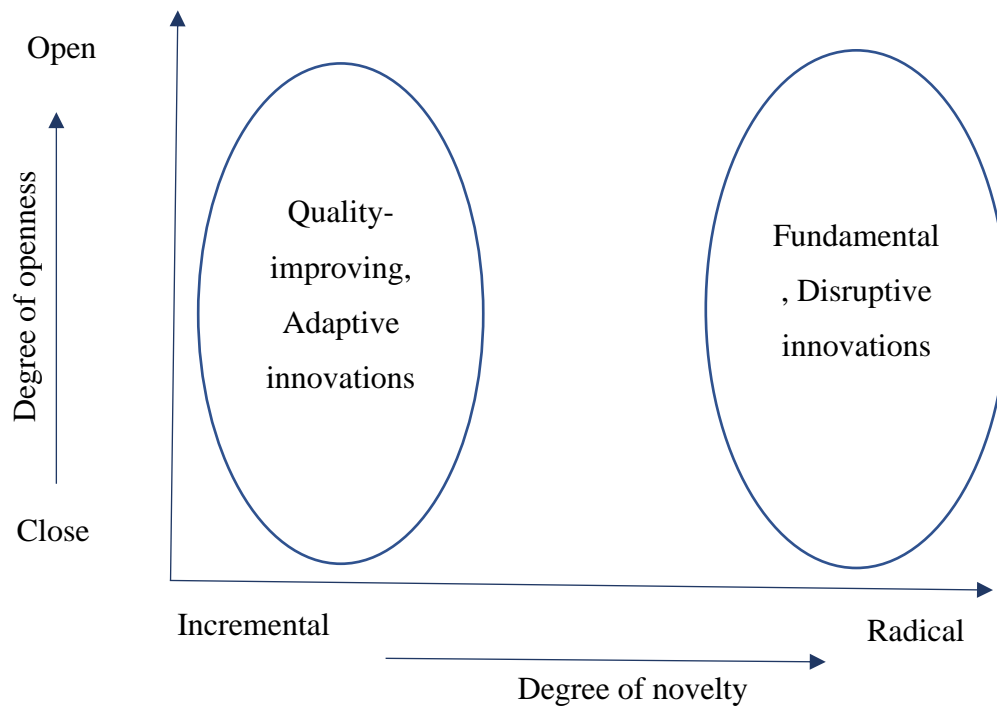 Open
Degree of openness
Close
Quality-
improving,
Adaptive
innovations
Fundamental
, Disruptive
innovations
Incremental
Radical
Degree of novelty